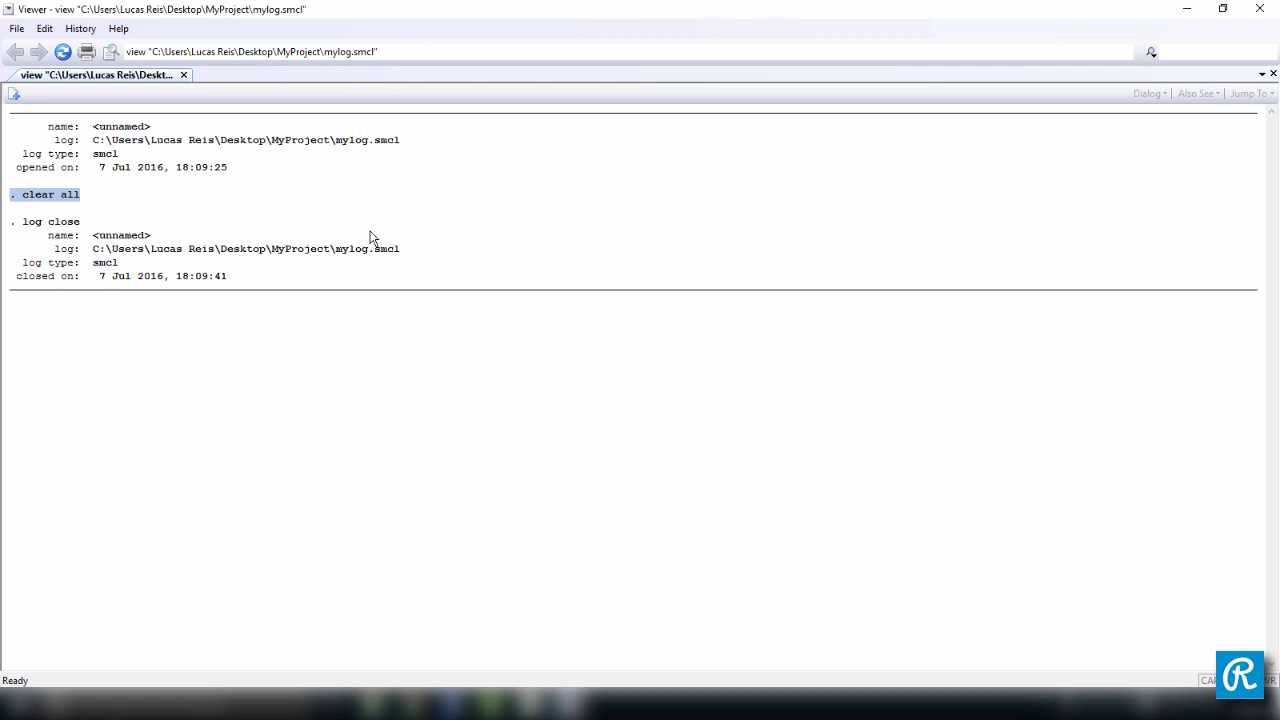 Viewer - view "C:\Users\Lucas Reis\Desktop\MyProject\mylog.smcl"
File Edit History Help
view "C:\Users\Lucas Reis\Desktop\MyProject\mylog.smcl"
view "C:\Users\Lucas Reis\Deskt...
Dialog Also See Jump To
name: <unnamed>
log: C:\Users\Lucas Reis\Desktop\MyProject\mylog.smcl
log type: smcl
opened on: 7 Jul 2016, 18:09:25
. clear all
. log close
name: <unnamed>
log: C:\Users\Lucas Reis\Desktop\MyProject\mylog.smcl
log type: smcl
closed on: 7 Jul 2016, 18:09:41
Ready
R